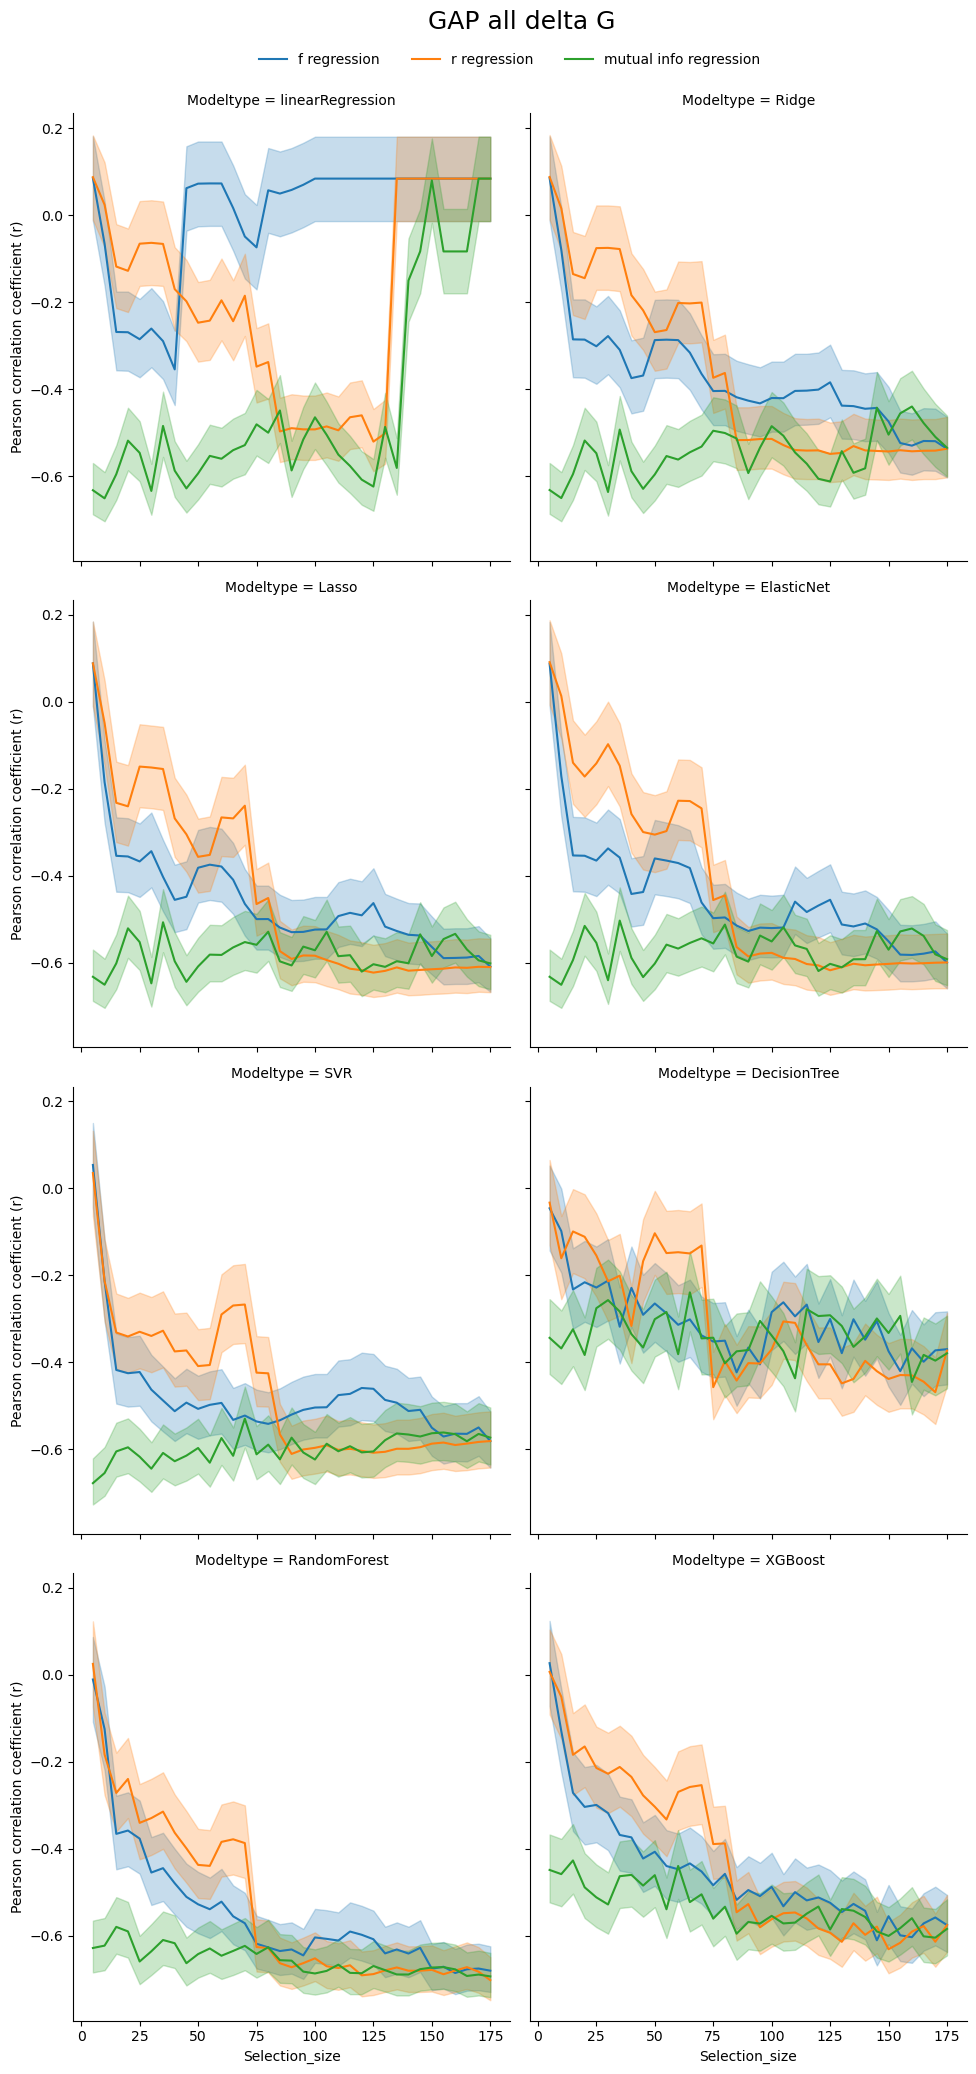 GAP all delta G
f regression r regression mutual info regression
Modeltype = linearRegression Modeltype = Ridge
0.2
0.0
−0.2
−0.4
−0.6
Pearson correlation coefficient (r)
Modeltype = Lasso Modeltype = ElasticNet
0.2
0.0
−0.2
−0.4
−0.6
Pearson correlation coefficient (r)
Modeltype = SVR Modeltype = DecisionTree
0.2
0.0
−0.2
−0.4
−0.6
Pearson correlation coefficient (r)
Modeltype = RandomForest Modeltype = XGBoost
0.2
0.0
−0.2
−0.4
−0.6
Pearson correlation coefficient (r)
0 25 50 75 100 125 150 175 0 25 50 75 100 125 150 175
Selection_size Selection_size